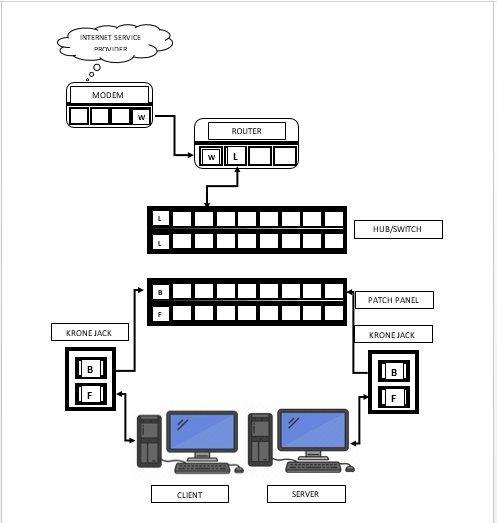 INTERNET SERVICE
PROVIDER
MODEM
W
ROUTER
W L
L
L
HUB/SWITCH
B
F
PATCH PANEL
KRONE JACK
B
F
KRONE JACK
B
F
CLIENT
SERVER